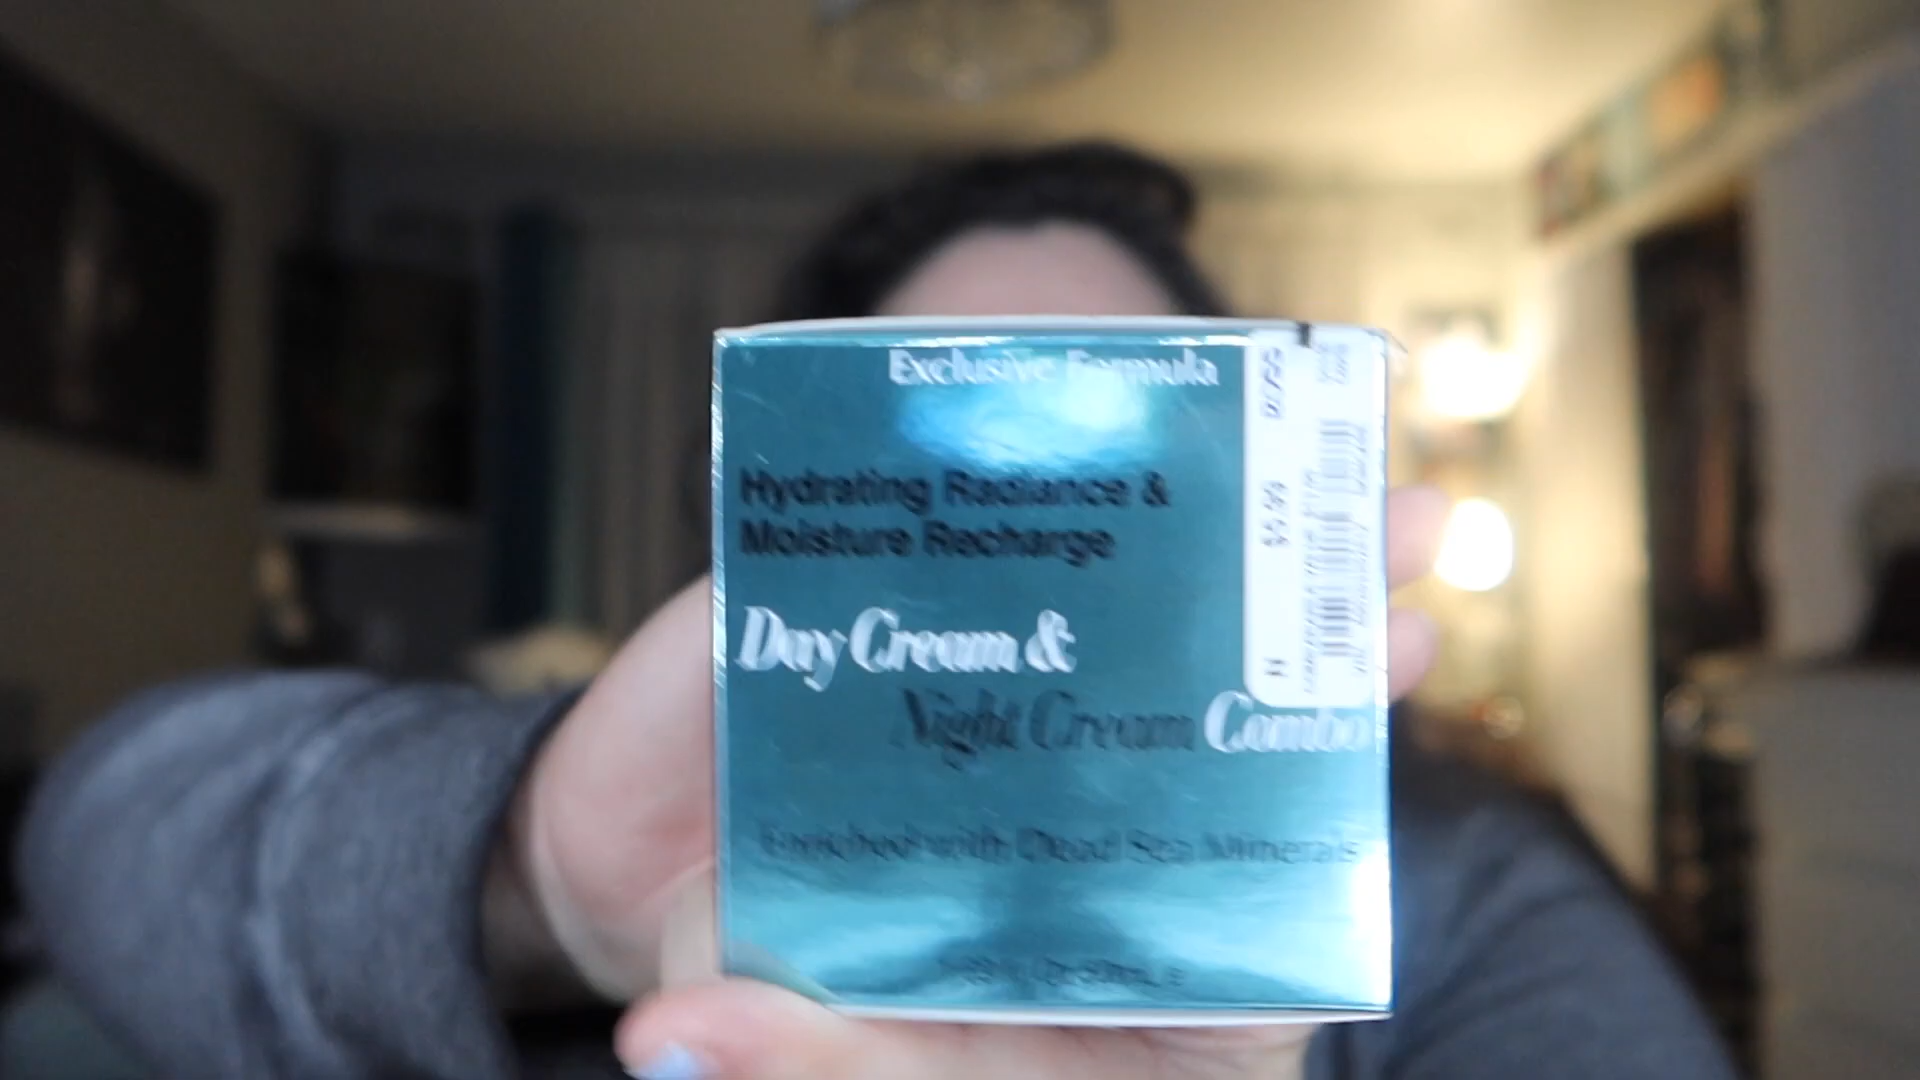 Exclusive Formula
Hydrating Radiance &
Moisture Recharge
Day Cream &
Night Cream Combo
Enriched with Dead Sea Minerals